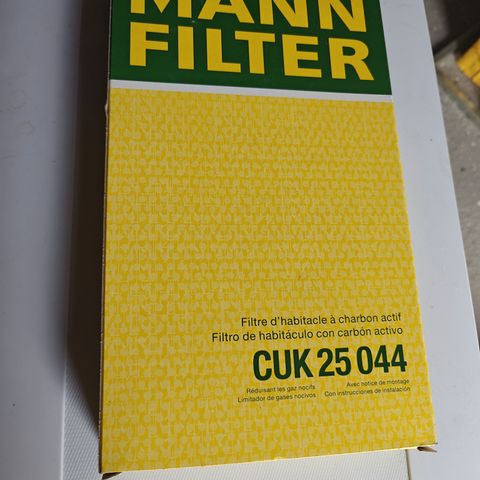 MANN
FILTER
Filtre d'habitacle à charbon actif
Filtro de habitáculo con carbón activo
CUK 25 044
Réduisant les gaz nocifs
Limitador de gases nocivos
Avec notice de montage
Con instrucciones de instalación